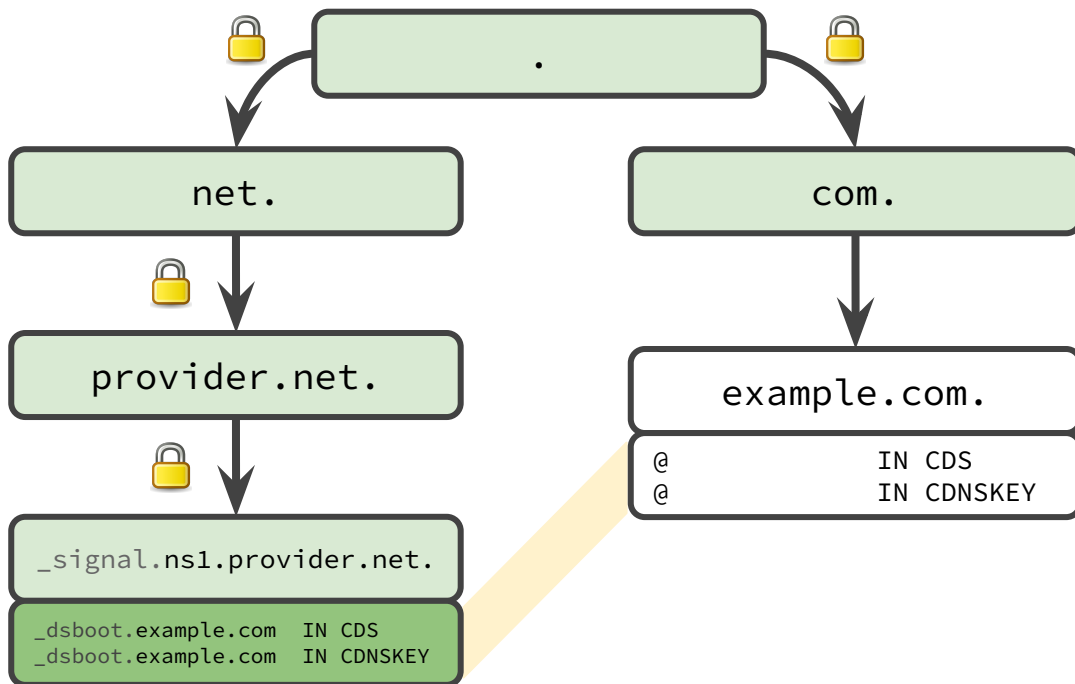 .
net.
com.
provider.net.
example.com.
@ IN CDS
@ IN CDNSKEY
_signal.ns1.provider.net.
_dsboot.example.com IN CDS
_dsboot.example.com IN CDNSKEY